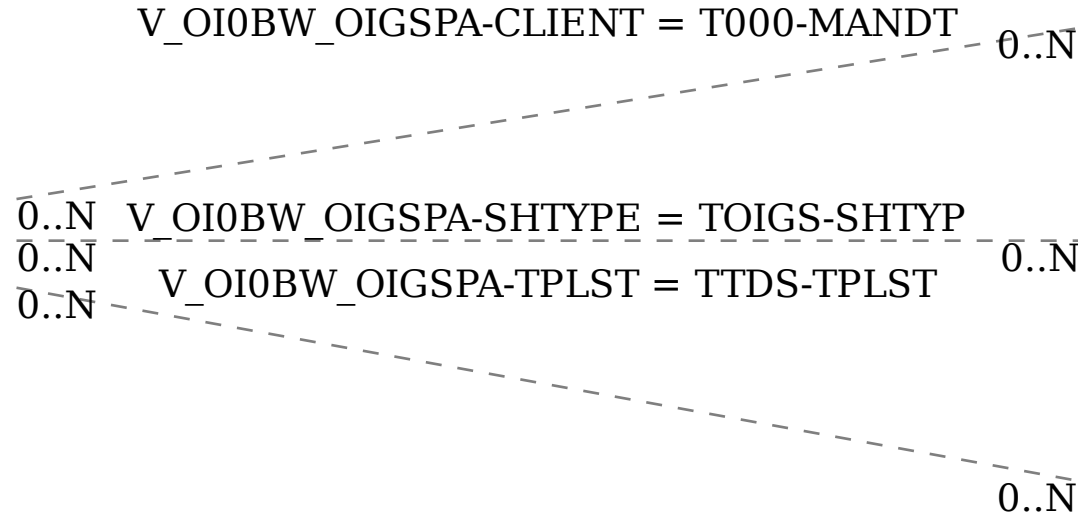 V_OI0BW_OIGSPA-CLIENT = T000-MANDT
0..N
0..N V_OI0BW_OIGSPA-SHTYPE = TOIGS-SHTYP
0..N 0..N
V_OI0BW_OIGSPA-TPLST = TTDS-TPLST
0..N
0..N